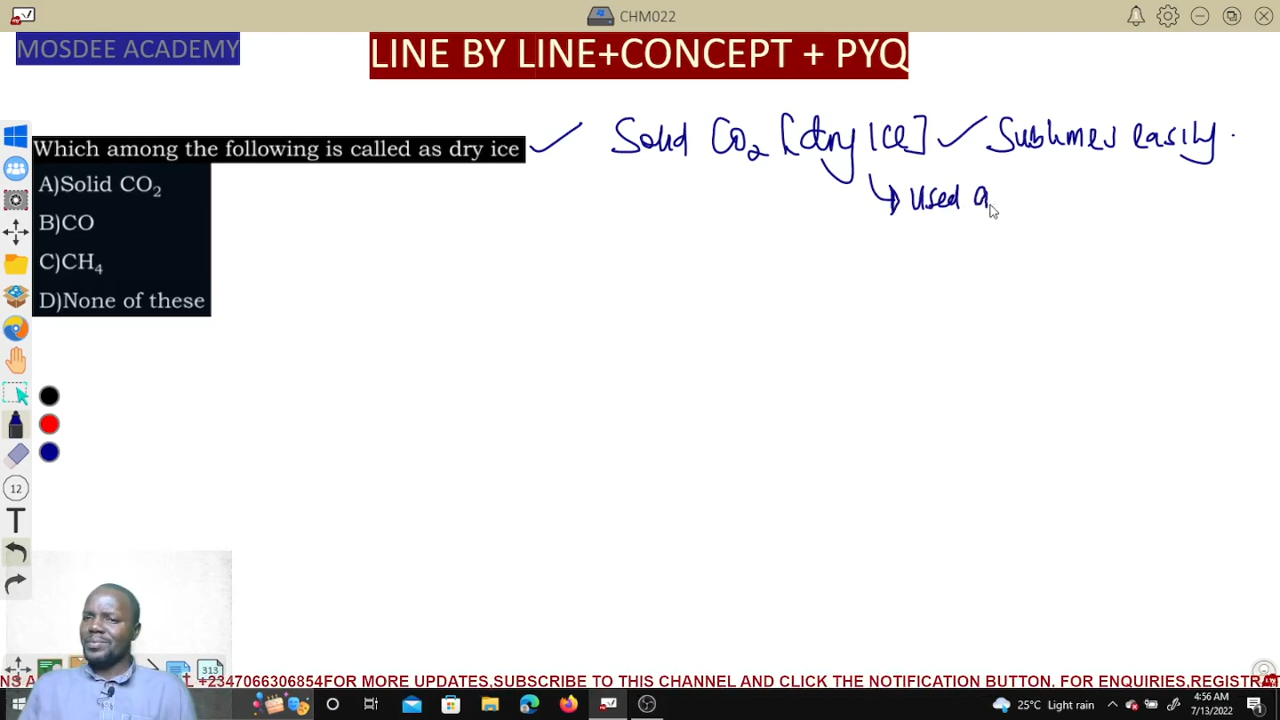 CHM022
MOSDEE ACADEMY
LINE BY LINE+CONCEPT + PYQ
Which among the following is called as dry ice
A)Solid CO₂
B)CO
C)CH₄
D)None of these
Solid CO₂ [dry Ice] Sublimes easily.
Used a
12
T
313
+2347066306854FOR MORE UPDATES,SUBSCRIBE TO THIS CHANNEL AND CLICK THE NOTIFICATION BUTTON. FOR ENQUIRIES,REGISTRAT
25°C Light rain
4:56 AM
7/13/2022